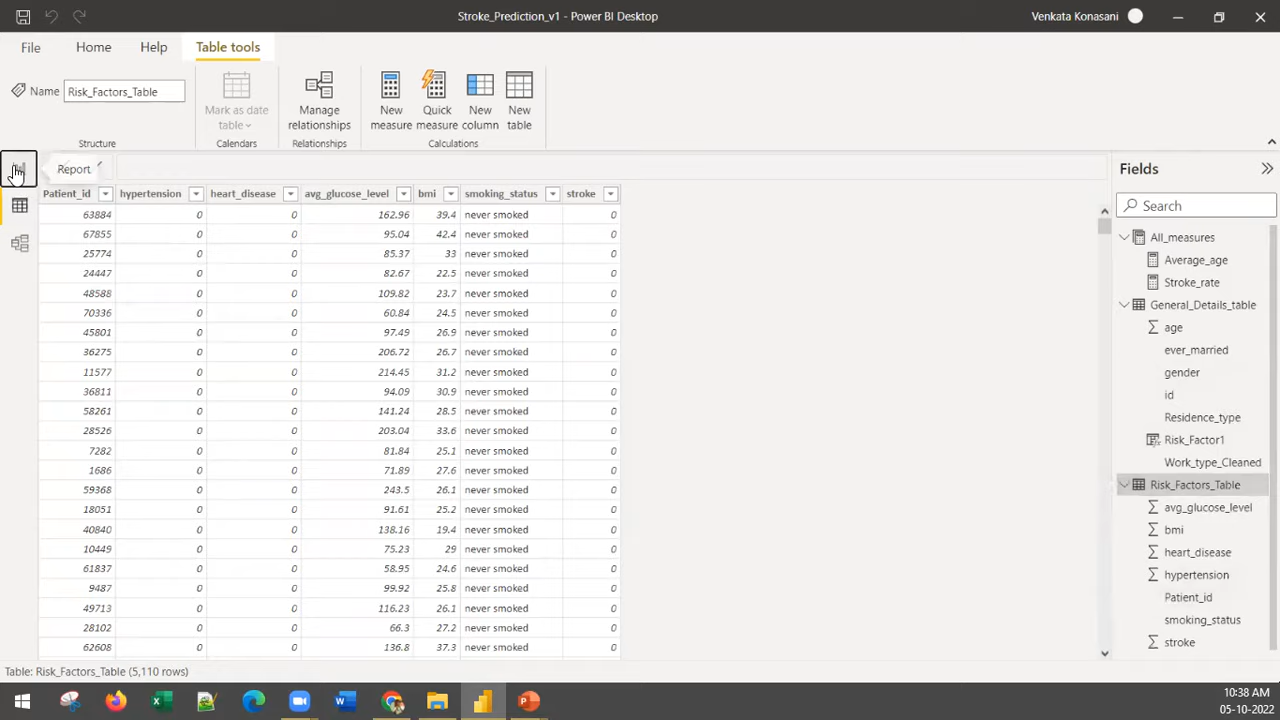 Stroke_Prediction_v1 - Power BI Desktop
Venkata Konasani
File Home Help Table tools
Name Risk_Factors_Table
Mark as date table
Manage relationships
New measure
Quick measure
New column
New table
Structure Calendars Relationships Calculations
Report
Fields
Search
Patient_id hypertension heart_disease avg_glucose_level bmi smoking_status stroke
63884 0 0 162.96 39.4 never smoked 0
67855 0 0 95.04 42.4 never smoked 0
25774 0 0 85.37 33 never smoked 0
24447 0 0 82.67 22.5 never smoked 0
48588 0 0 109.82 23.7 never smoked 0
70336 0 0 60.84 24.5 never smoked 0
45801 0 0 97.49 26.9 never smoked 0
36275 0 0 206.72 26.7 never smoked 0
11577 0 0 214.45 31.2 never smoked 0
36811 0 0 94.09 30.9 never smoked 0
58261 0 0 141.24 28.5 never smoked 0
28526 0 0 203.04 33.6 never smoked 0
7282 0 0 81.84 25.1 never smoked 0
1686 0 0 71.89 27.6 never smoked 0
59368 0 0 243.5 26.1 never smoked 0
18051 0 0 91.61 25.2 never smoked 0
40840 0 0 138.16 19.4 never smoked 0
10449 0 0 75.23 29 never smoked 0
61837 0 0 58.95 24.6 never smoked 0
9487 0 0 99.92 25.8 never smoked 0
49713 0 0 116.23 26.1 never smoked 0
28102 0 0 66.3 27.2 never smoked 0
62608 0 0 136.8 37.3 never smoked 0
All_measures
Average_age
Stroke_rate
General_Details_table
age
ever_married
gender
id
Residence_type
Risk_Factor1
Work_type_Cleaned
Risk_Factors_Table
avg_glucose_level
bmi
heart_disease
hypertension
Patient_id
smoking_status
stroke
Table: Risk_Factors_Table (5,110 rows)
10:38 AM
05-10-2022